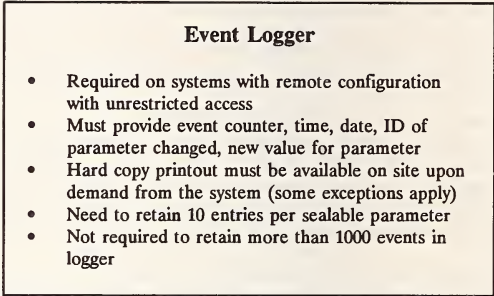 Event Logger
• Required on systems with remote configuration
with unrestricted access
• Must provide event counter, time, date, ID of
parameter changed, new value for parameter
• Hard copy printout must be available on site upon
demand from the system (some exceptions apply)
• Need to retain 10 entries per sealable parameter
• Not required to retain more than 1000 events in
logger